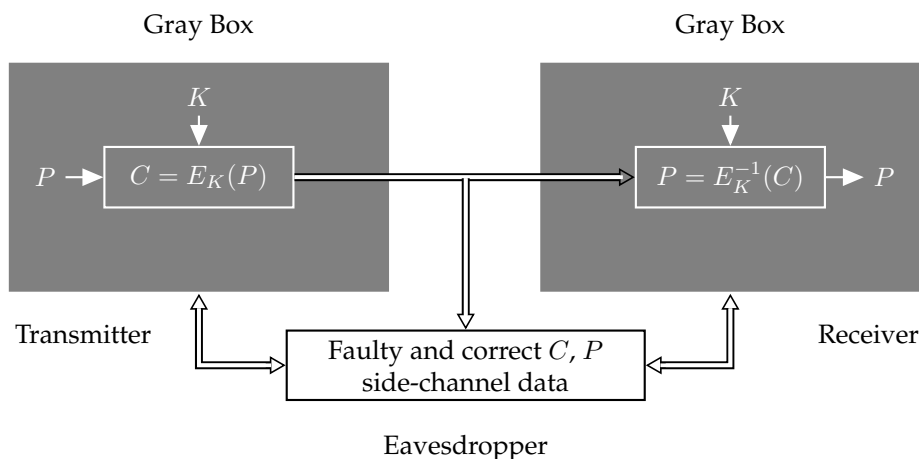 Gray Box
Gray Box
K
K
P
C = E_K(P)
P = E_K^{-1}(C)
P
Transmitter
Receiver
Faulty and correct C, P
side-channel data
Eavesdropper